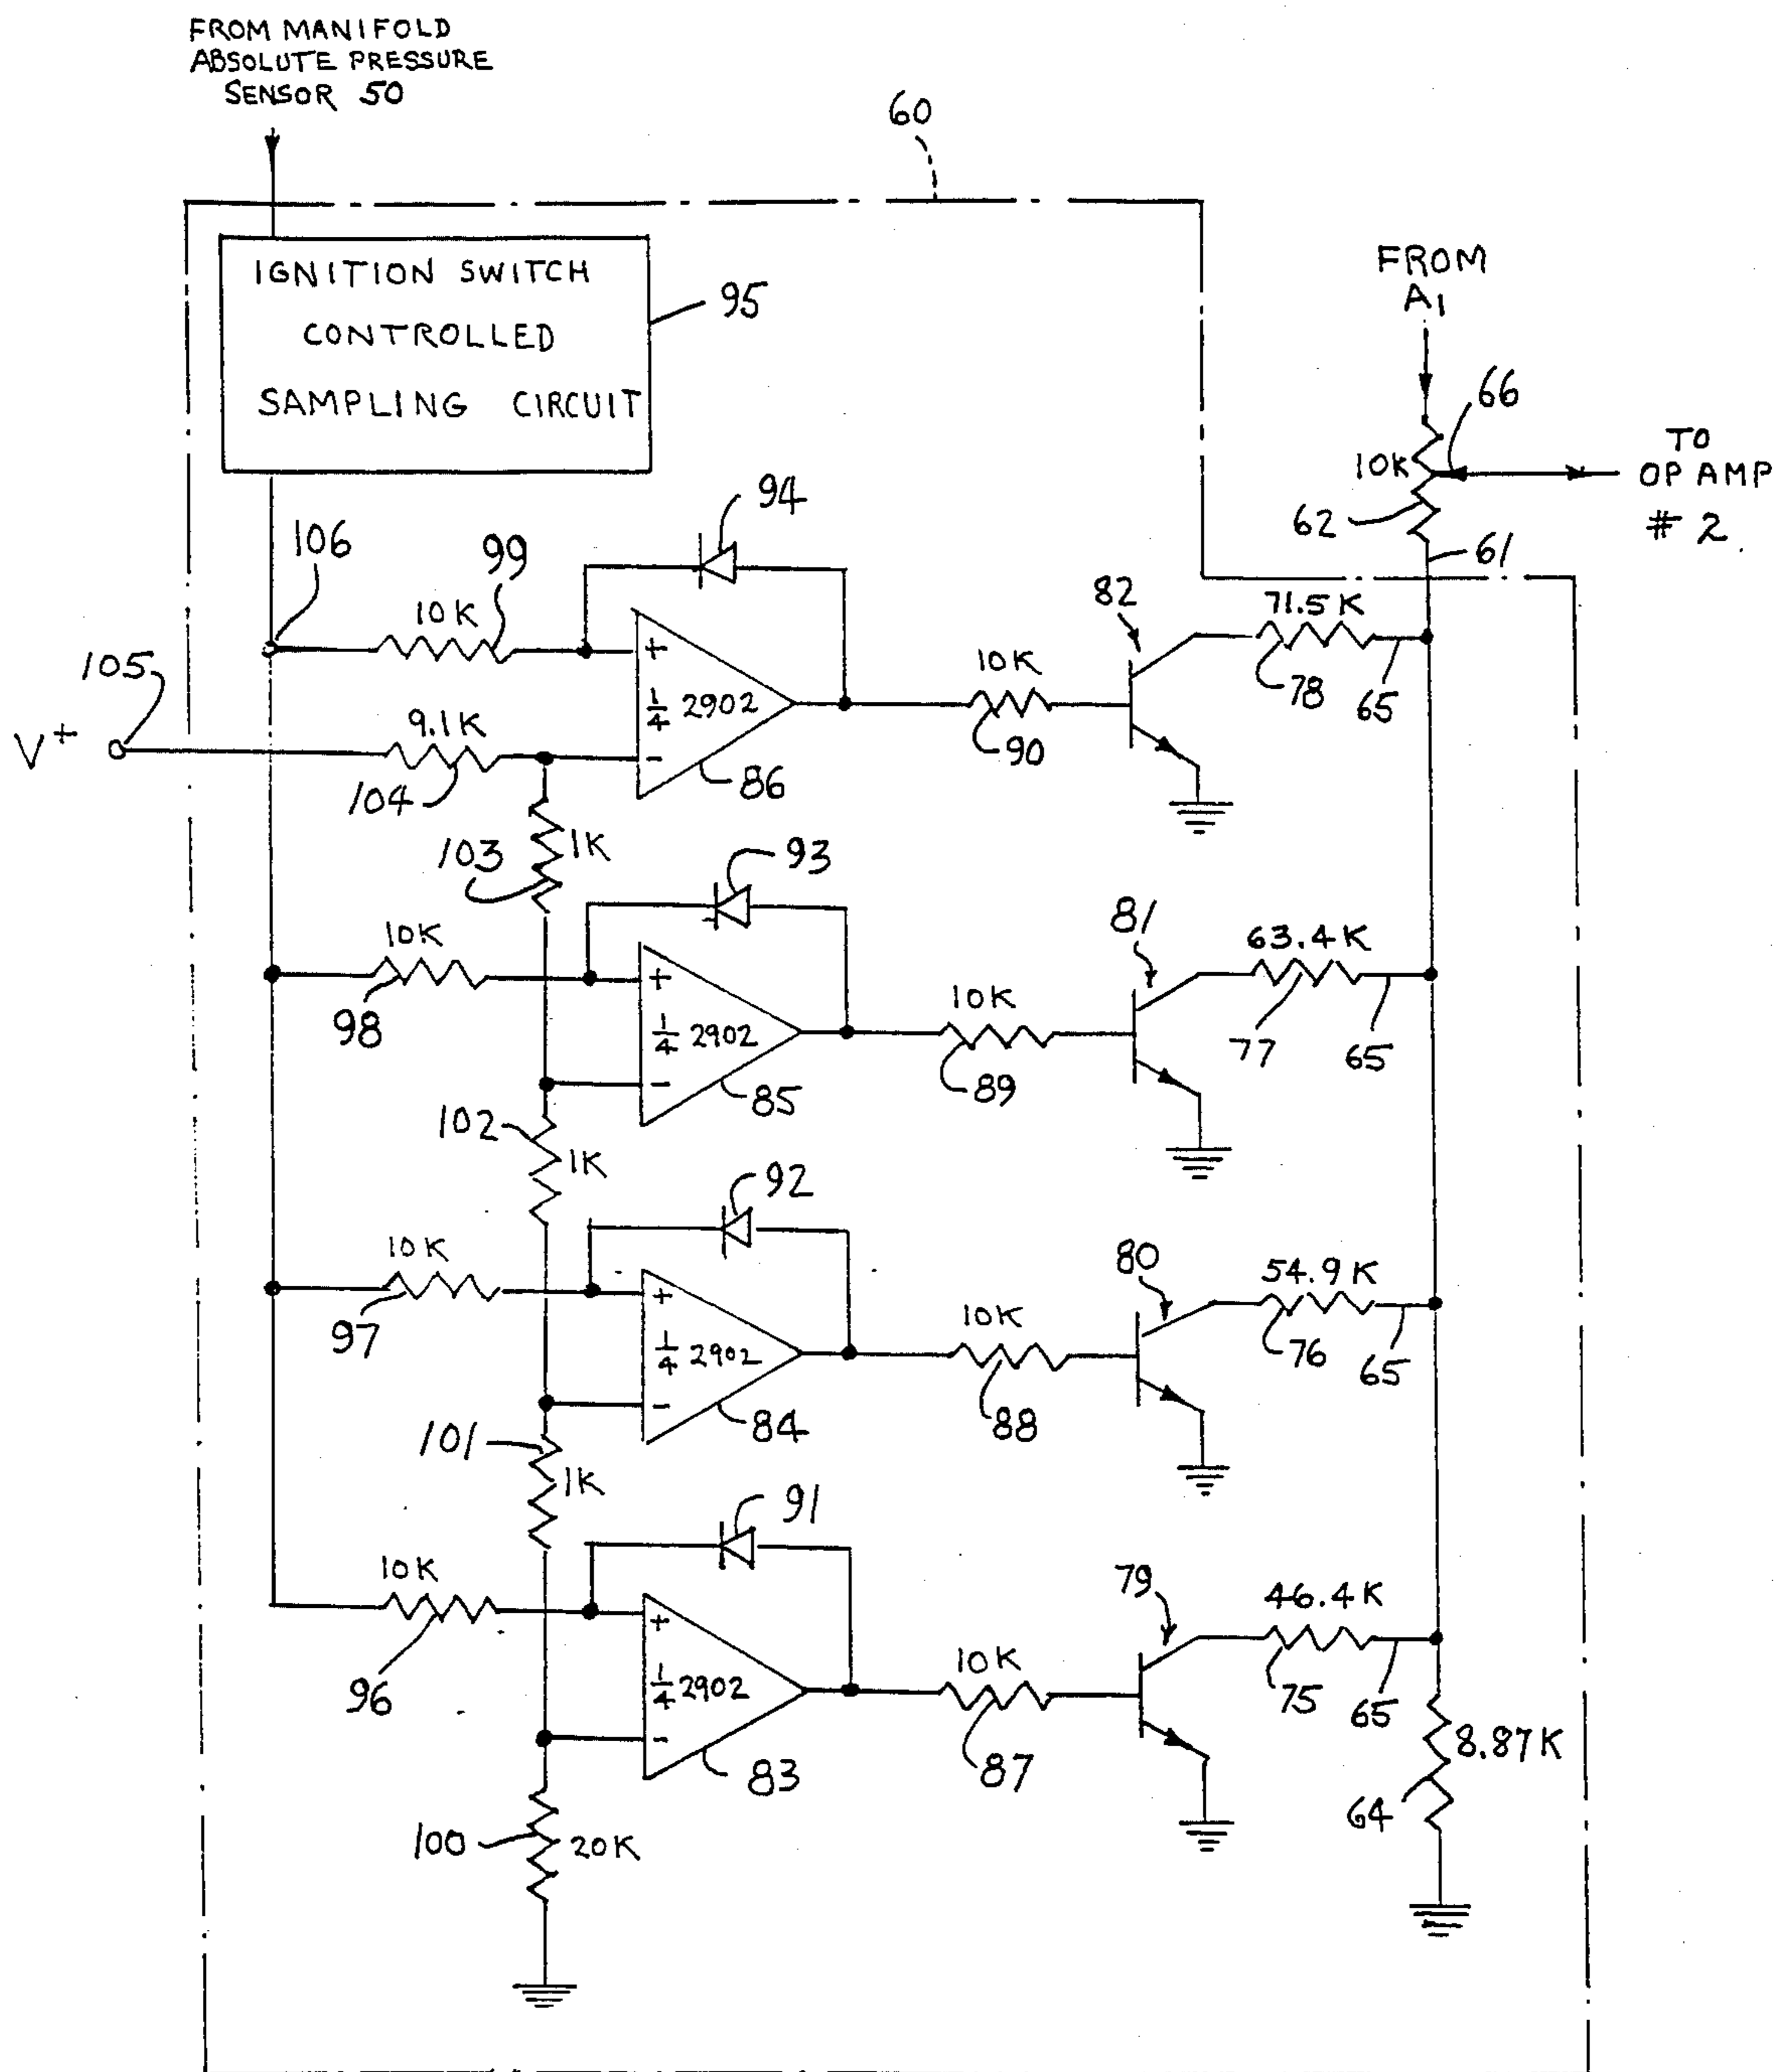 FROM MANIFOLD
ABSOLUTE PRESSURE
SENSOR 50
60
IGNITION SWITCH
CONTROLLED
SAMPLING CIRCUIT
95
FROM
A1
66
10K
TO
OP AMP
# 2
62
61
94
106
99
10K
+
1/4 2902
-
86
105
V+
9.1K
104
10K
90
82
71.5K
78
65
1K
103
93
10K
98
+
1/4 2902
-
85
10K
89
81
63.4K
77
65
102
1K
92
10K
97
+
1/4 2902
-
84
10K
88
80
54.9K
76
65
101
1K
91
10K
96
+
1/4 2902
-
83
10K
87
79
46.4K
75
65
8.87K
64
100
20K